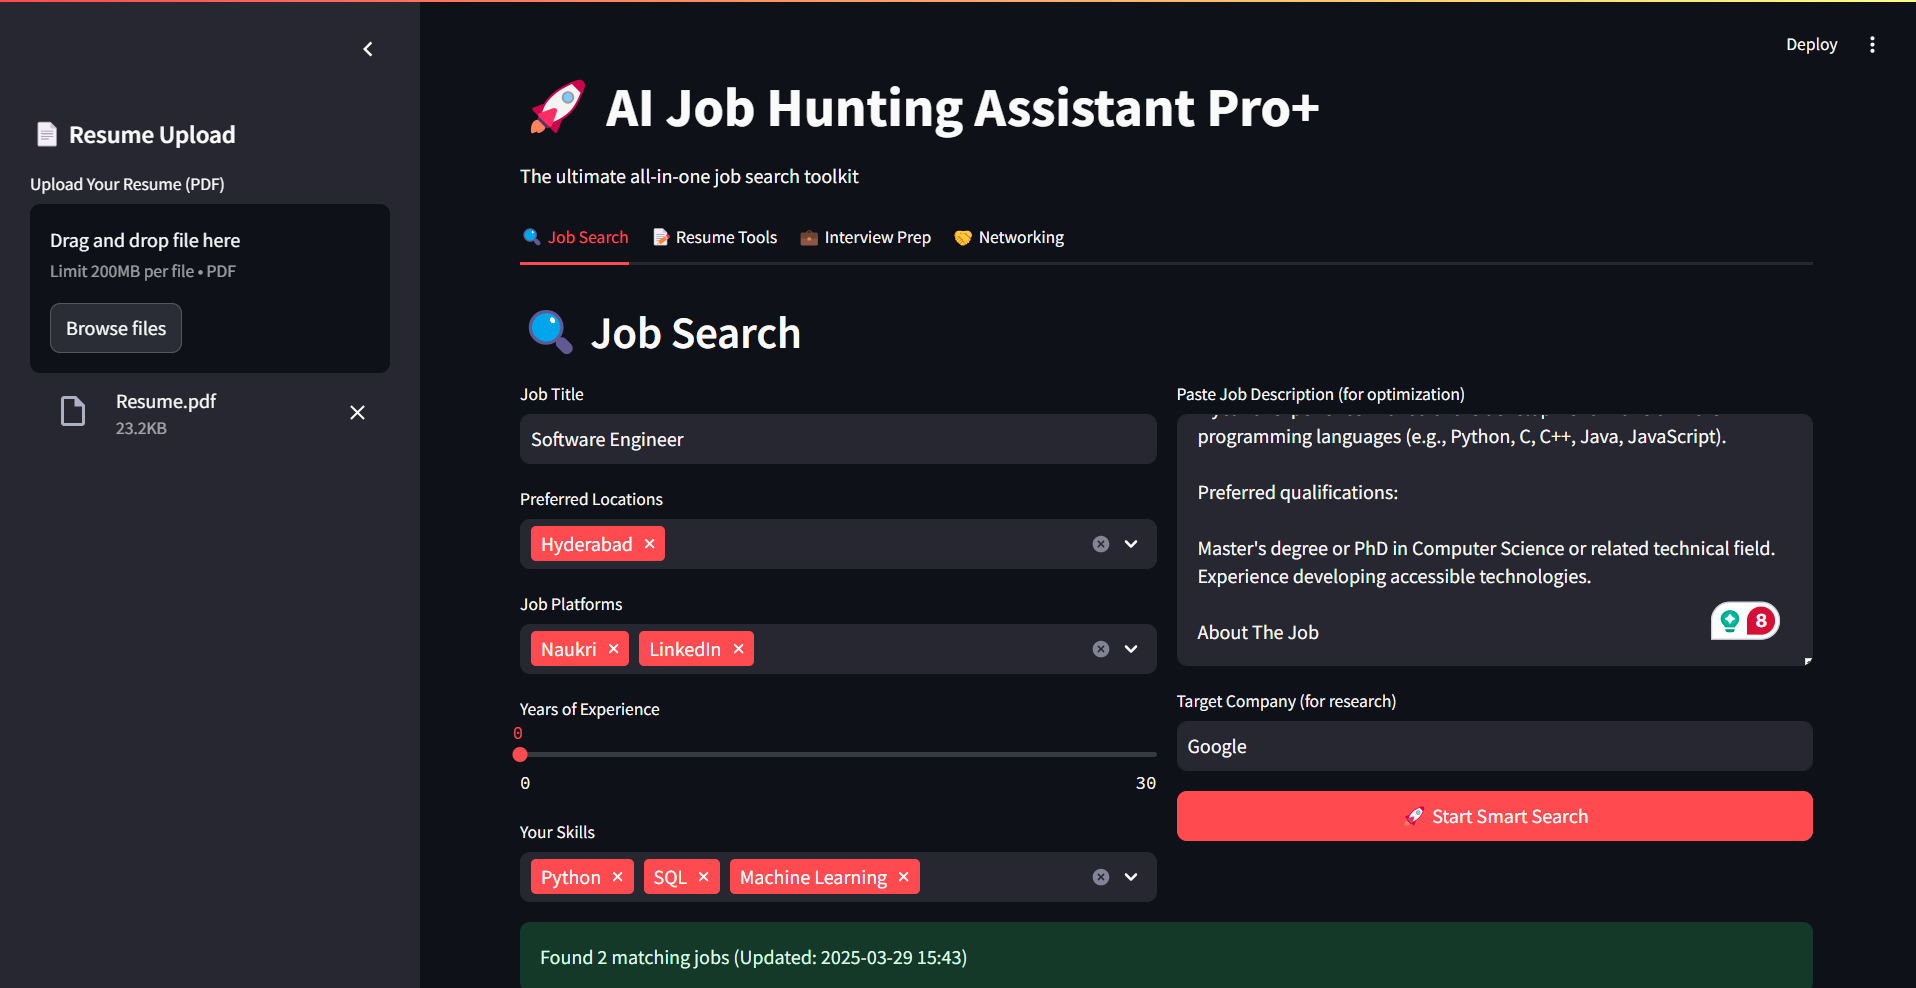 Deploy
Resume Upload
Upload Your Resume (PDF)
Drag and drop file here
Limit 200MB per file • PDF
Browse files
Resume.pdf
23.2KB
AI Job Hunting Assistant Pro+
The ultimate all-in-one job search toolkit
Job Search
Resume Tools
Interview Prep
Networking
Job Search
Job Title
Software Engineer
Preferred Locations
Hyderabad
Job Platforms
Naukri
LinkedIn
Years of Experience
0
0
30
Your Skills
Python
SQL
Machine Learning
Paste Job Description (for optimization)
programming languages (e.g., Python, C, C++, Java, JavaScript).
Preferred qualifications:
Master's degree or PhD in Computer Science or related technical field.
Experience developing accessible technologies.
About The Job
8
Target Company (for research)
Google
Start Smart Search
Found 2 matching jobs (Updated: 2025-03-29 15:43)